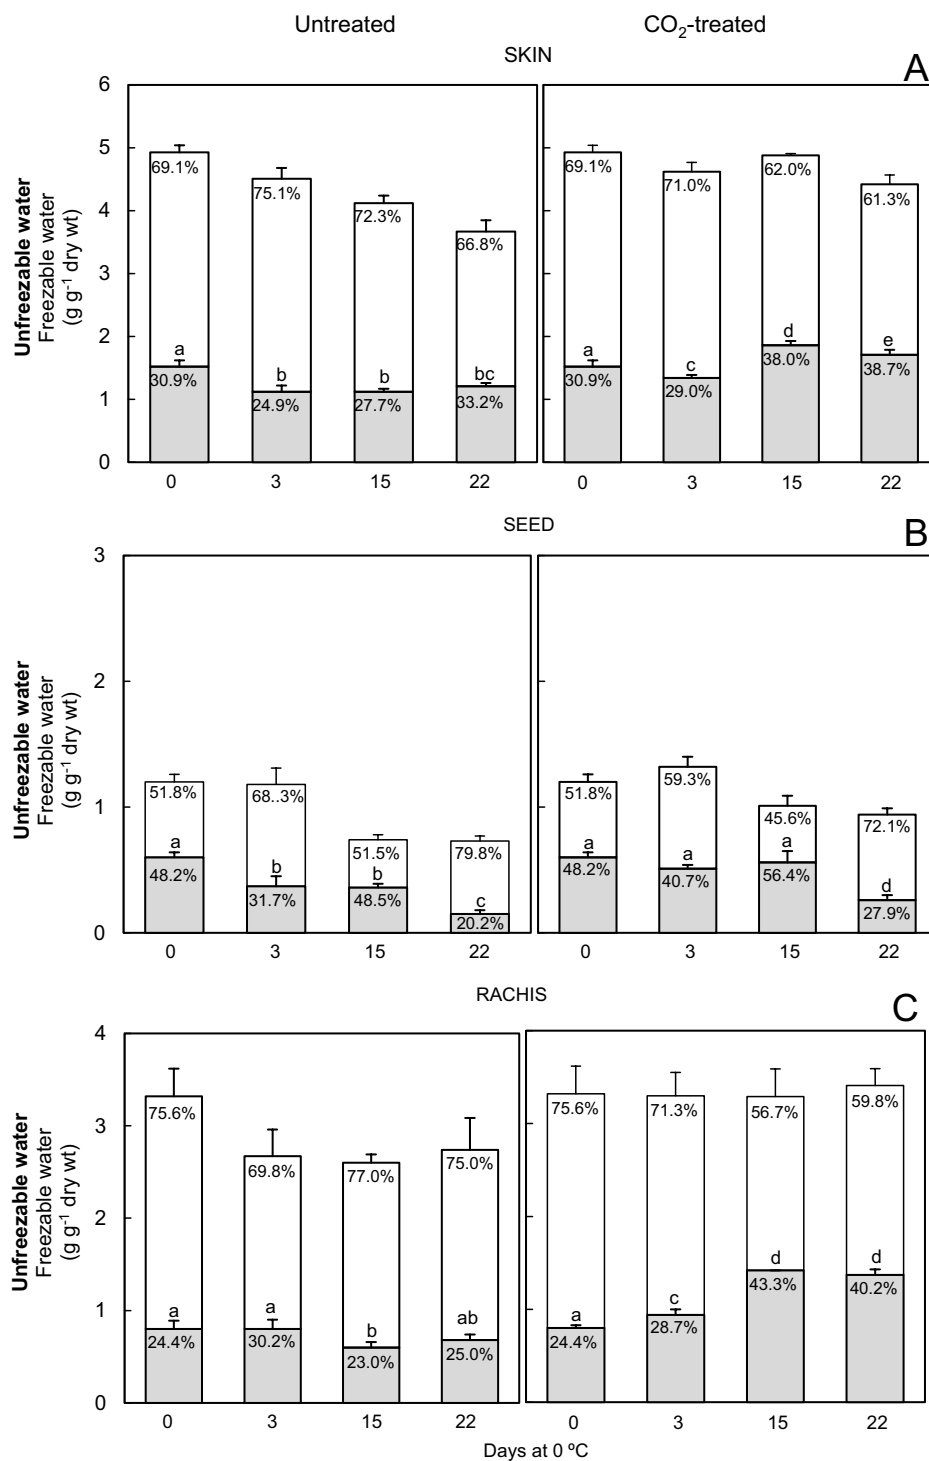 Untreated CO₂-treated
SKIN
A
Unfreezable water
Freezable water
(g g⁻¹ dry wt)
6
5
4
3
2
1
0
69.1% 75.1% 72.3% 66.8%
a b b bc
30.9% 24.9% 27.7% 33.2%
0 3 15 22
69.1% 71.0% 62.0% 61.3%
a c d e
30.9% 29.0% 38.0% 38.7%
0 3 15 22
SEED
B
Unfreezable water
Freezable water
(g g⁻¹ dry wt)
3
2
1
0
51.8% 68..3% 51.5% 79.8%
a b b c
48.2% 31.7% 48.5% 20.2%
0 3 15 22
51.8% 59.3% 45.6% 72.1%
a a a d
48.2% 40.7% 56.4% 27.9%
0 3 15 22
RACHIS
C
Unfreezable water
Freezable water
(g g⁻¹ dry wt)
4
3
2
1
0
75.6% 69.8% 77.0% 75.0%
a a b ab
24.4% 30.2% 23.0% 25.0%
0 3 15 22
75.6% 71.3% 56.7% 59.8%
a c d d
24.4% 28.7% 43.3% 40.2%
0 3 15 22
Days at 0 ºC